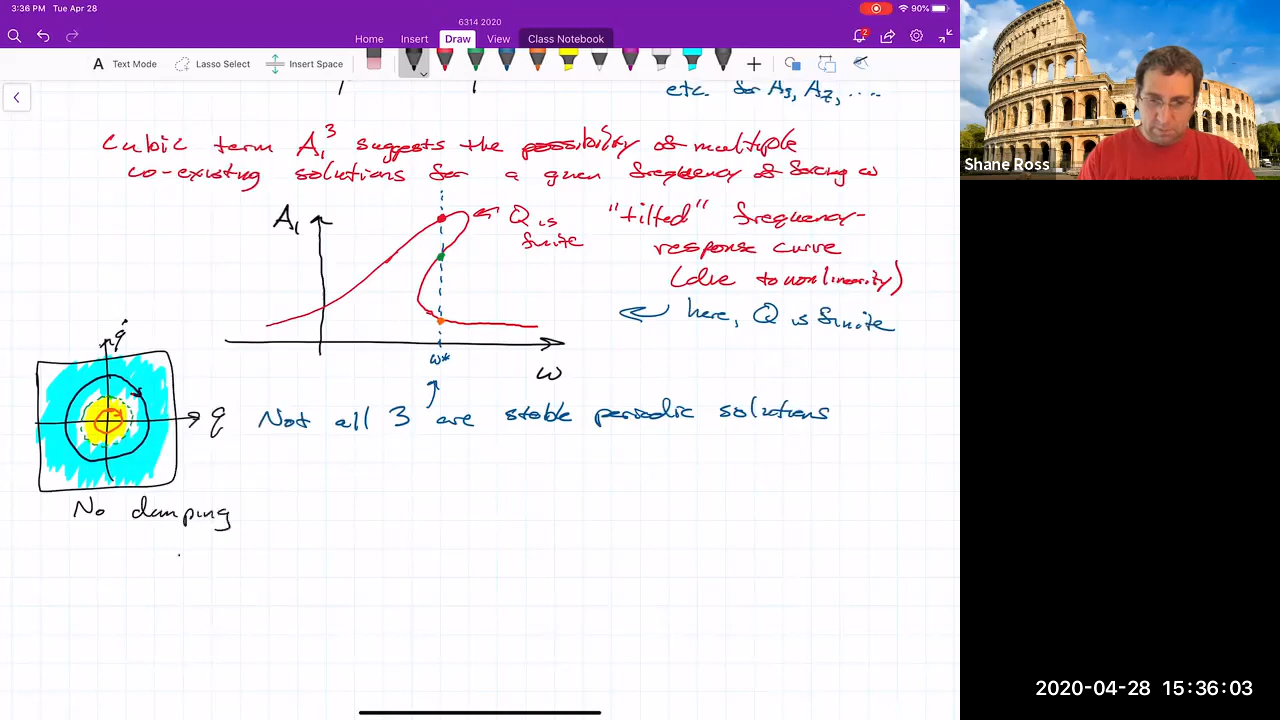 3:36 PM Tue Apr 28
90%
6314 2020
Home Insert Draw View Class Notebook
2
A Text Mode Lasso Select Insert Space
etc. for A5, A7, ....
Cubic term A₁³ suggests the possibility of multiple
co-existing solutions for a given frequency of forcing ω
A₁
Q is
finite
"tilted" frequency-
response curve
(due to nonlinearity)
here, Q is finite
ω*
ω
q̇
q
Not all 3 are stable periodic solutions
No damping
Shane Ross
2020-04-28 15:36:03